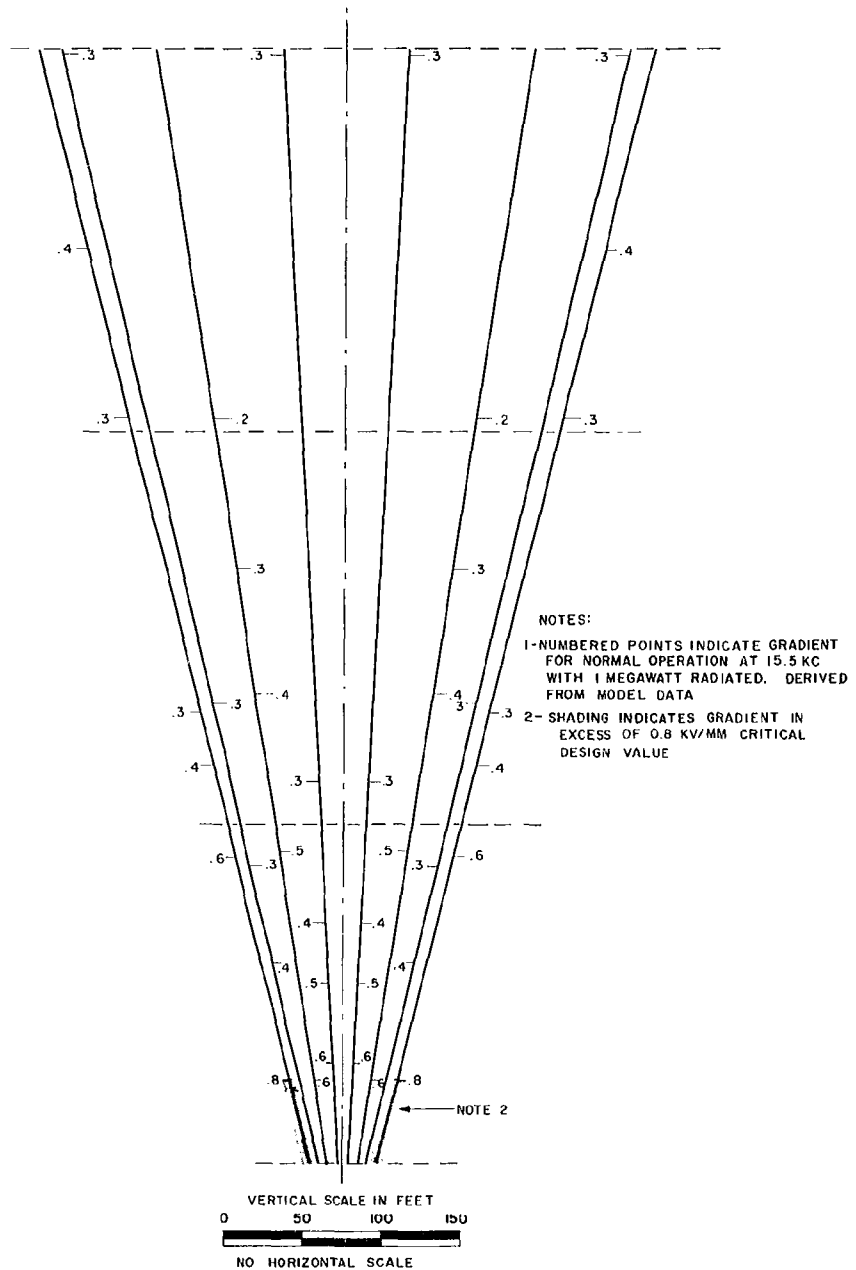 .3 .3 .3 .3
.4 .4
.3 .2 .2 .3
.3 .3
NOTES:
1-NUMBERED POINTS INDICATE GRADIENT
FOR NORMAL OPERATION AT 15.5 KC
WITH 1 MEGAWATT RADIATED. DERIVED
FROM MODEL DATA
2- SHADING INDICATES GRADIENT IN
EXCESS OF 0.8 KV/MM CRITICAL
DESIGN VALUE
.4 .4
.3 .3 3 .3
.4 .4
.3 .3
.6 .3 .5 .5 .3 .6
.4 .4
.4 .5 .5 .4
.6 .6
.8 .6 .6 .8
NOTE 2
VERTICAL SCALE IN FEET
0 50 100 150
NO HORIZONTAL SCALE